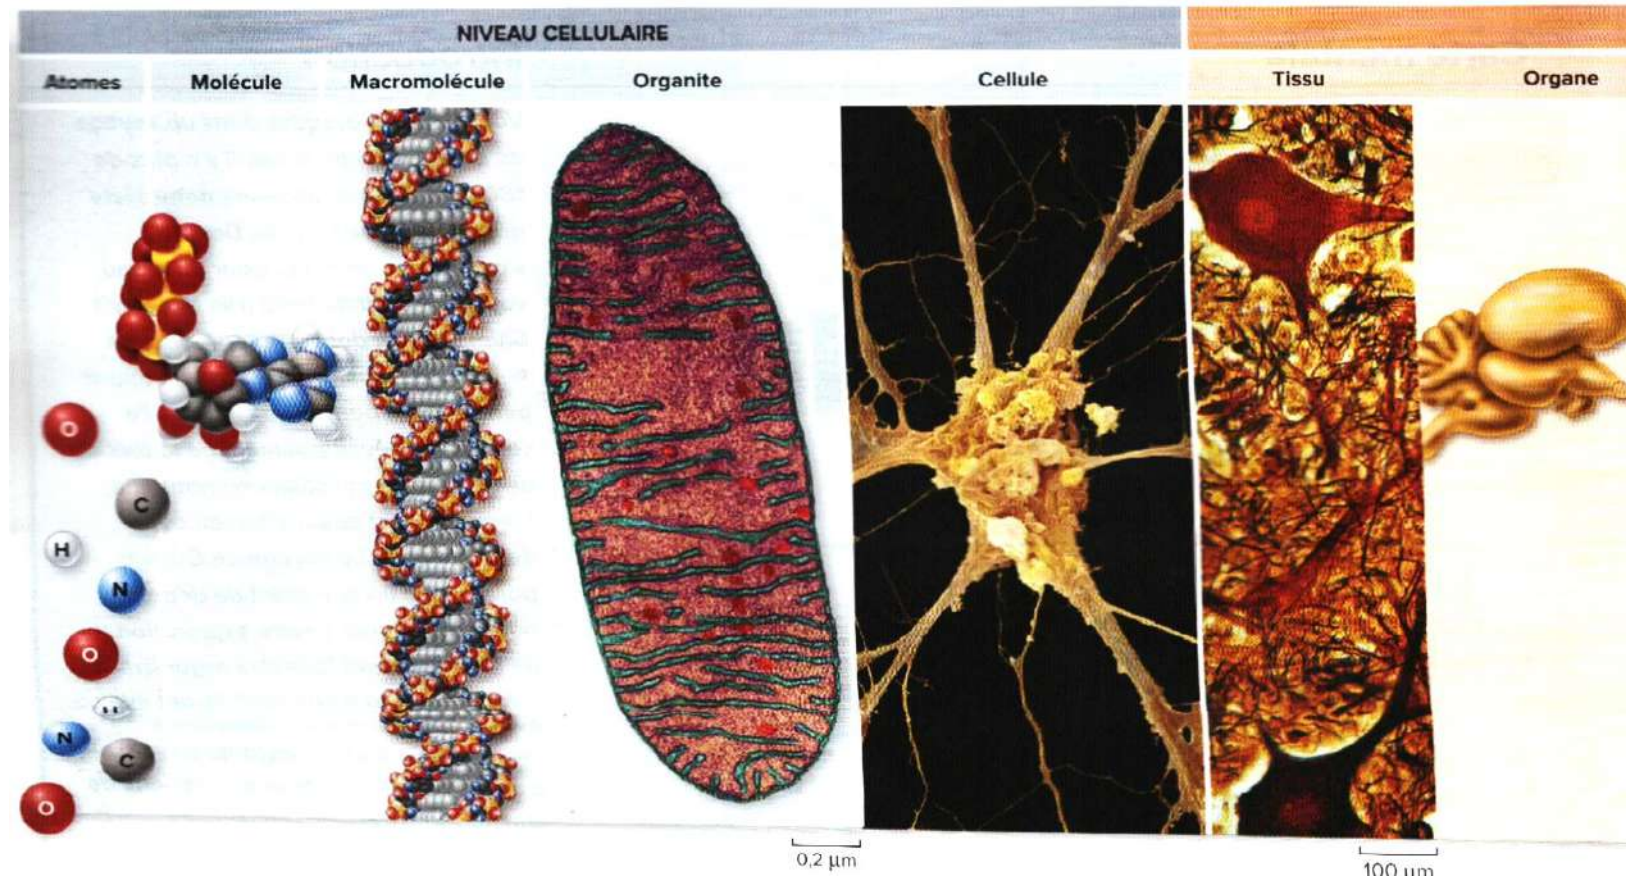 NIVEAU CELLULAIRE
Atomes Molécule Macromolécule Organite Cellule Tissu Organe
O
C
H
N
O
H
N
C
O
0,2 µm
100 µm